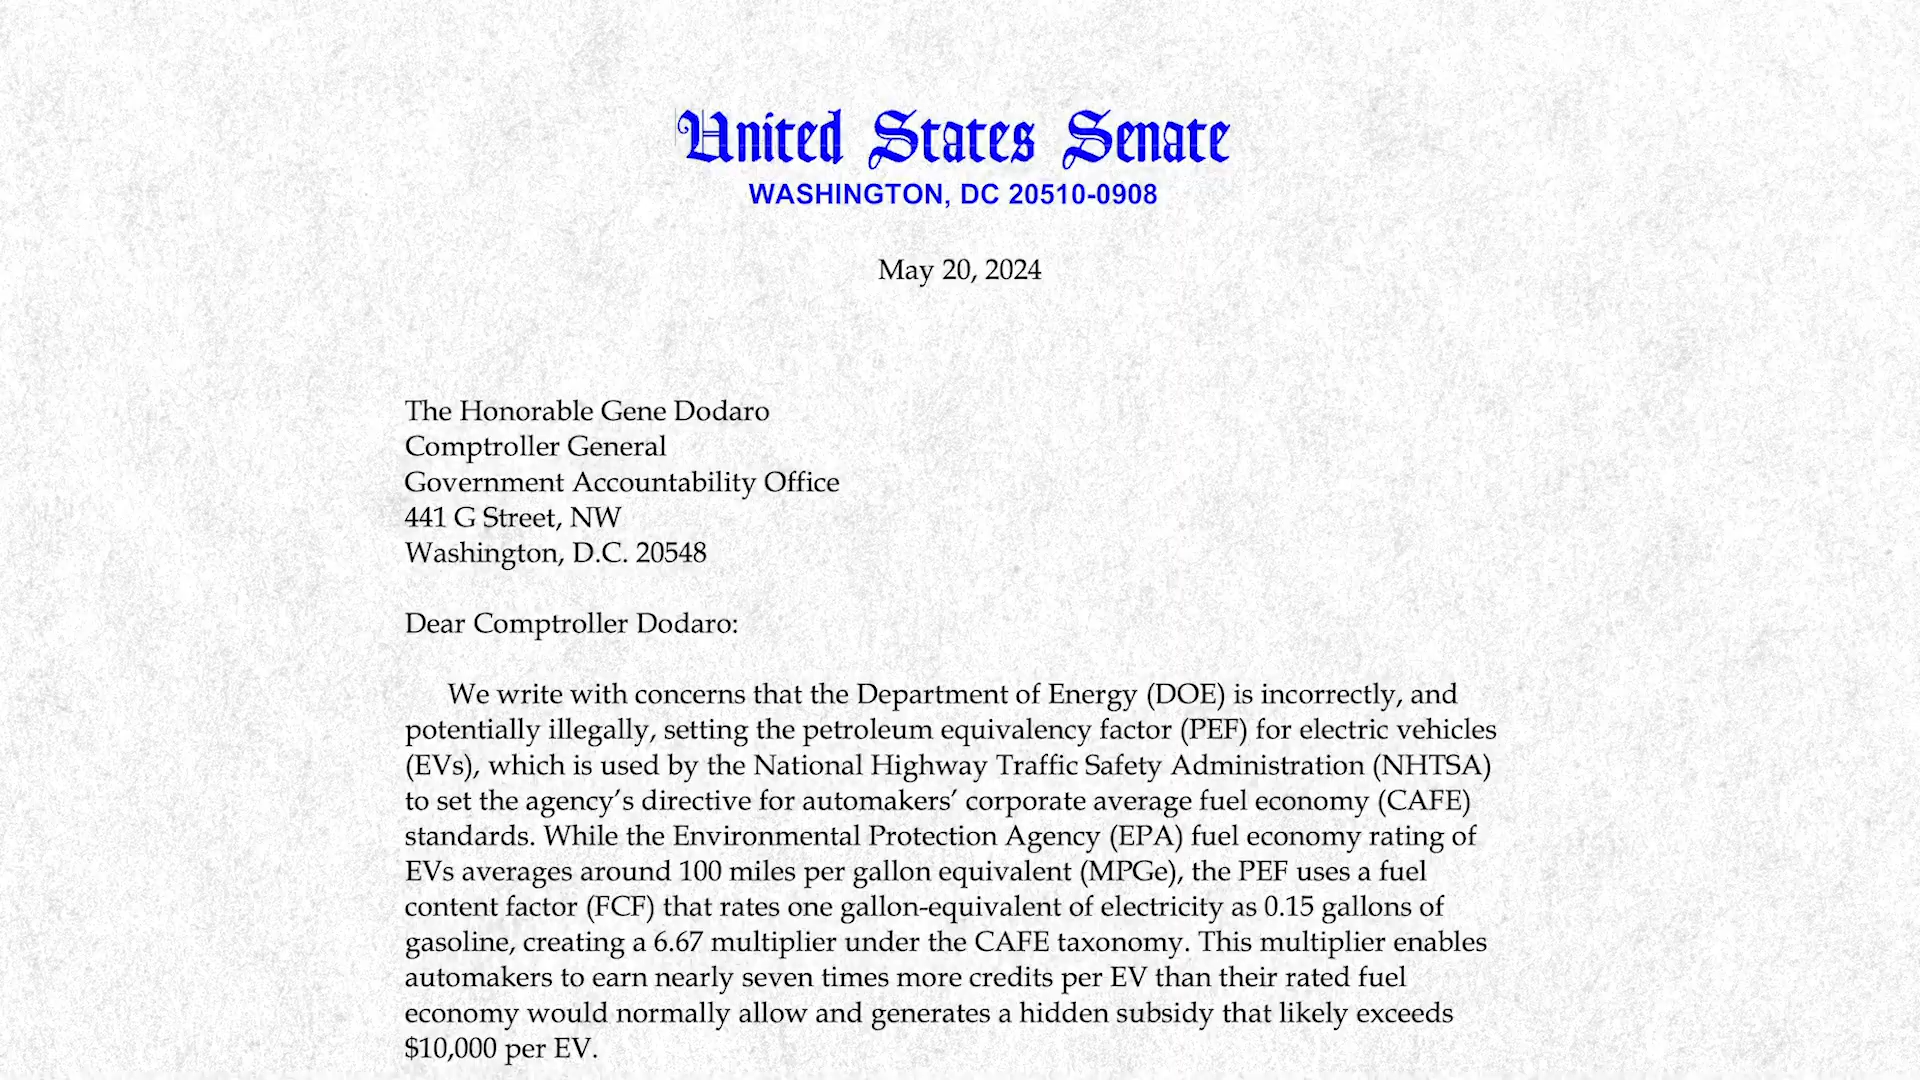 United States Senate
WASHINGTON, DC 20510-0908
May 20, 2024
The Honorable Gene Dodaro
Comptroller General
Government Accountability Office
441 G Street, NW
Washington, D.C. 20548
Dear Comptroller Dodaro:
We write with concerns that the Department of Energy (DOE) is incorrectly, and
potentially illegally, setting the petroleum equivalency factor (PEF) for electric vehicles
(EVs), which is used by the National Highway Traffic Safety Administration (NHTSA)
to set the agency’s directive for automakers’ corporate average fuel economy (CAFE)
standards. While the Environmental Protection Agency (EPA) fuel economy rating of
EVs averages around 100 miles per gallon equivalent (MPGe), the PEF uses a fuel
content factor (FCF) that rates one gallon-equivalent of electricity as 0.15 gallons of
gasoline, creating a 6.67 multiplier under the CAFE taxonomy. This multiplier enables
automakers to earn nearly seven times more credits per EV than their rated fuel
economy would normally allow and generates a hidden subsidy that likely exceeds
$10,000 per EV.